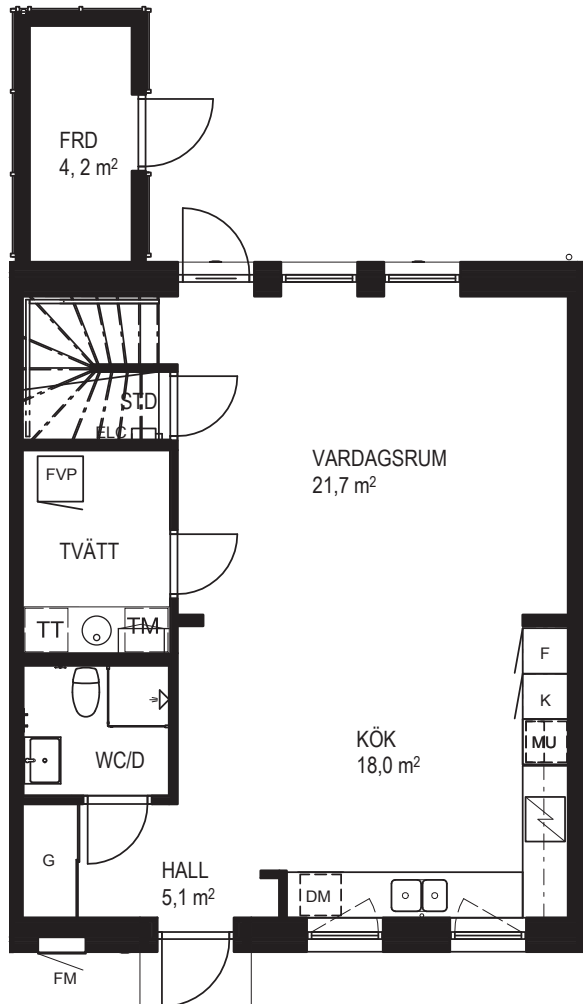 FRD
4, 2 m²
STD
ELC
FVP
VARDAGSRUM
21,7 m²
TVÄTT
TT
TM
F
K
MU
KÖK
18,0 m²
WC/D
G
HALL
5,1 m²
DM
FM